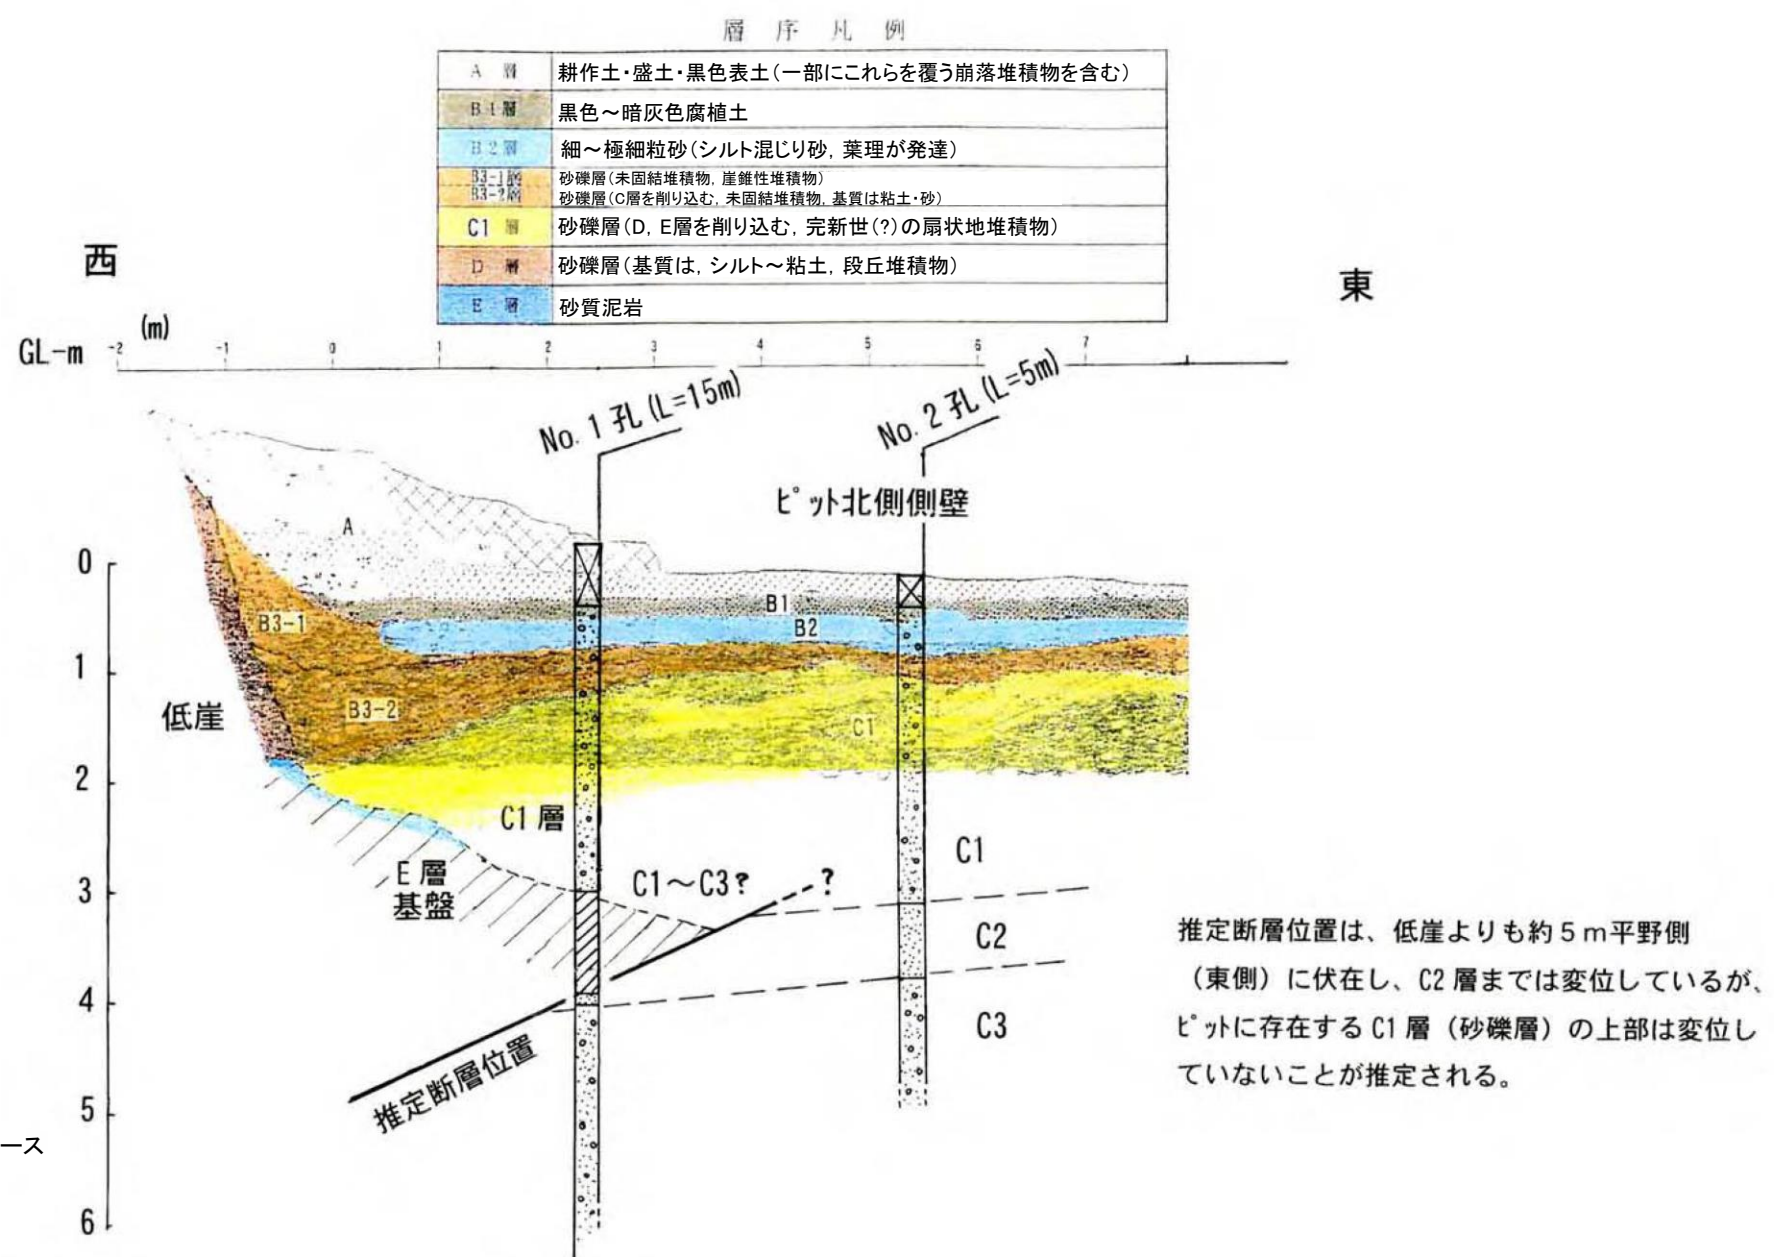 層序凡例
A層 耕作土・盛土・黒色表土(一部にこれらを覆う崩落堆積物を含む)
B1層 黒色～暗灰色腐植土
B2層 細～極細粒砂(シルト混じり砂, 葉理が発達)
B3-1層 砂礫層(未固結堆積物, 崖錐性堆積物)
B3-2層 砂礫層(C層を削り込む, 未固結堆積物, 基質は粘土・砂)
C1層 砂礫層(D, E層を削り込む, 完新世(?)の扇状地堆積物)
D層 砂礫層(基質は, シルト～粘土, 段丘堆積物)
E層 砂質泥岩
西
東
(m)
GL-m
-2 -1 0 1 2 3 4 5 6 7
No. 1 孔 (L=15m)
No. 2 孔 (L=5m)
ピット北側側壁
A
0
B1
B3-1
B2
1
低崖
B3-2
C1
2
C1層
C1
E層
基盤
3
C1～C3?
?
C2
4
C3
推定断層位置
5
ース
6
推定断層位置は、低崖よりも約5m平野側
（東側）に伏在し、C2層までは変位しているが、
ピットに存在するC1層（砂礫層）の上部は変位し
ていないことが推定される。